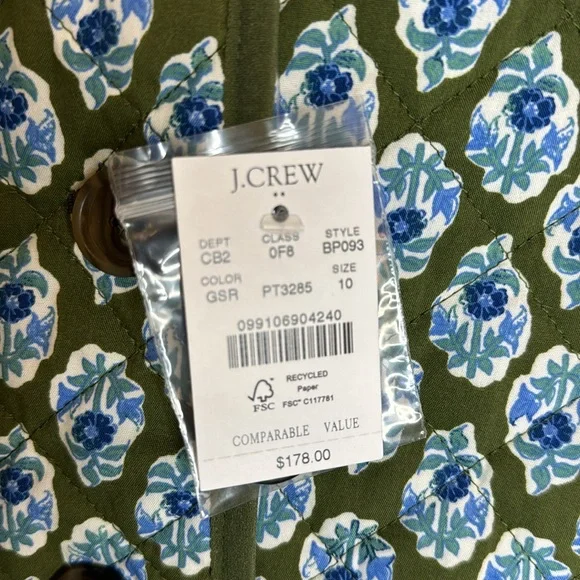 J.CREW
DEPT CLASS STYLE
CB2 0F8 BP093
COLOR SIZE
GSR PT3285 10
099106904240
RECYCLED
Paper
FSC FSC® C117781
COMPARABLE VALUE
$178.00